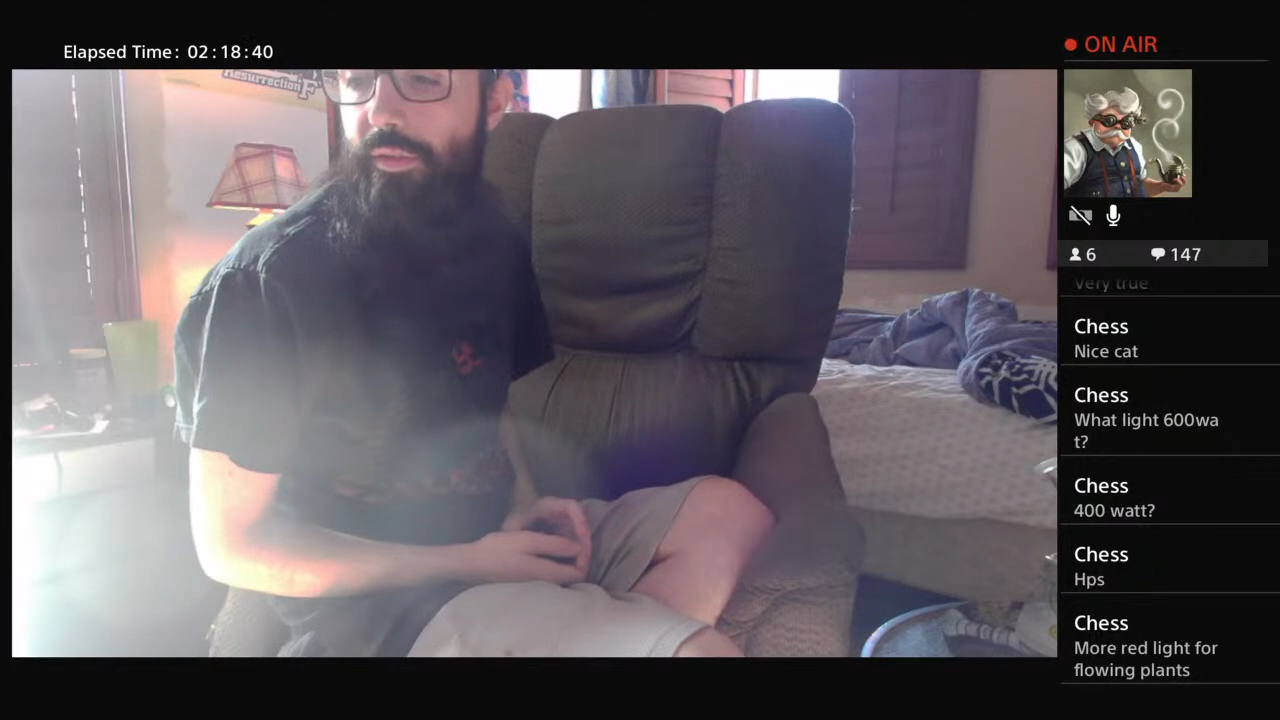 Elapsed Time: 02:18:40
ON AIR
Resurrection F
6
147
Very true
Chess
Nice cat
Chess
What light 600wa
t?
Chess
400 watt?
Chess
Hps
Chess
More red light for
flowing plants